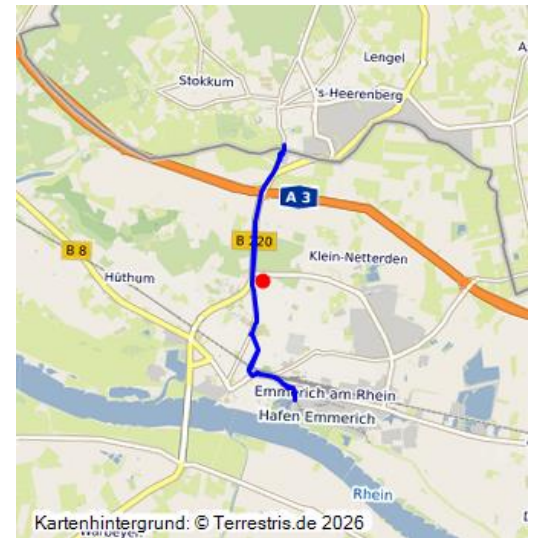 Lengel
Stokkum
's-Heerenberg
A 3
B 220
B 8
Klein-Netterden
Hüthum
Emmerich am Rhein
Hafen Emmerich
Rhein
Kartenhintergrund: © Terrestris.de 2026